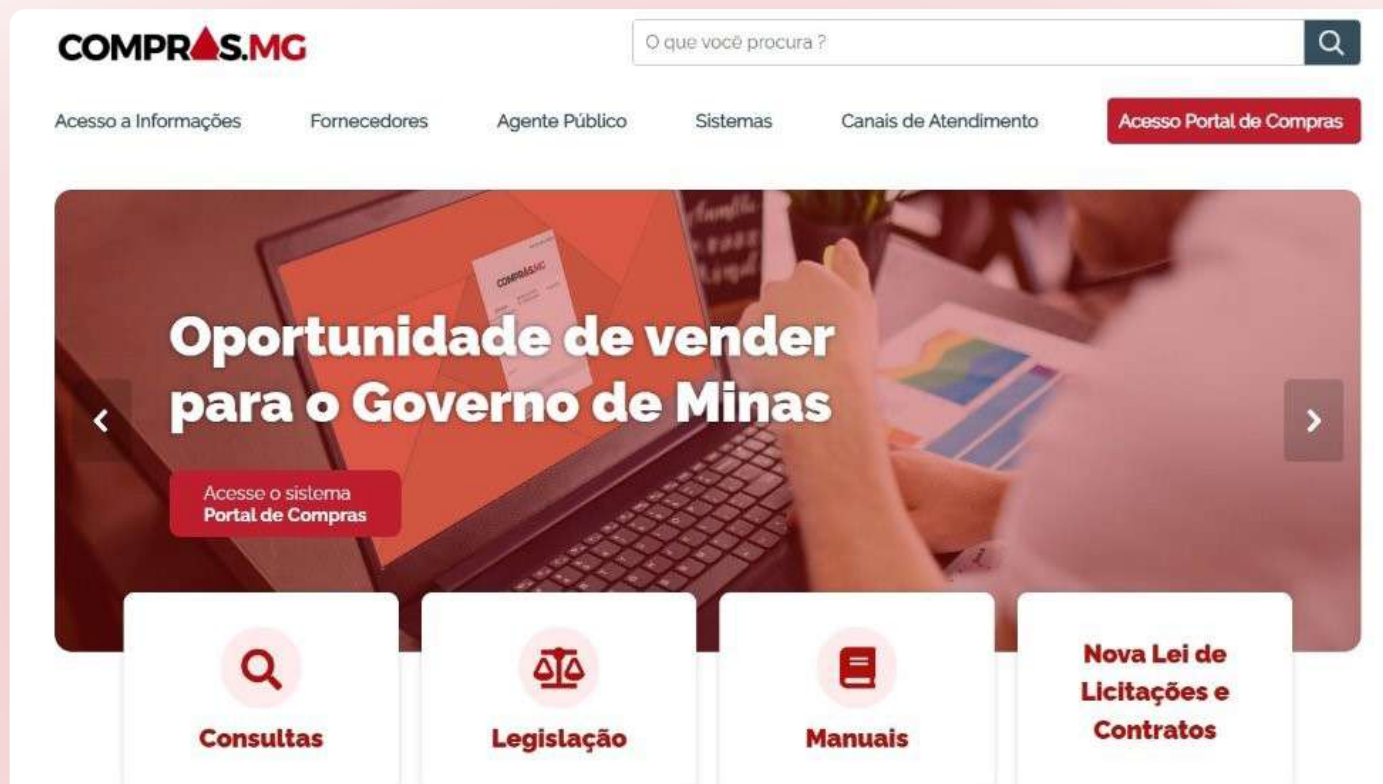 COMPRAS.MG
O que você procura ?
Acesso a Informações
Fornecedores
Agente Público
Sistemas
Canais de Atendimento
Acesso Portal de Compras
COMPRAS.MG
Oportunidade de vender
para o Governo de Minas
Acesse o sistema
Portal de Compras
Consultas
Legislação
Manuais
Nova Lei de
Licitações e
Contratos